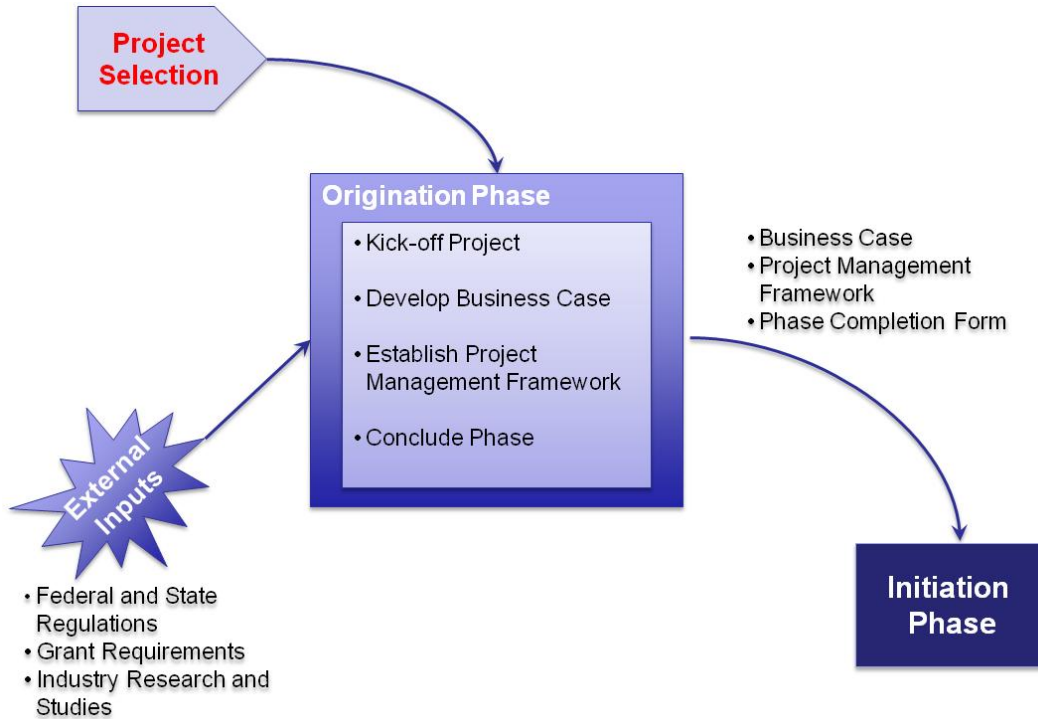 Project
Selection
Origination Phase
• Kick-off Project
• Develop Business Case
• Establish Project
Management Framework
• Conclude Phase
• Business Case
• Project Management
Framework
• Phase Completion Form
External
Inputs
• Federal and State
Regulations
• Grant Requirements
• Industry Research and
Studies
Initiation
Phase